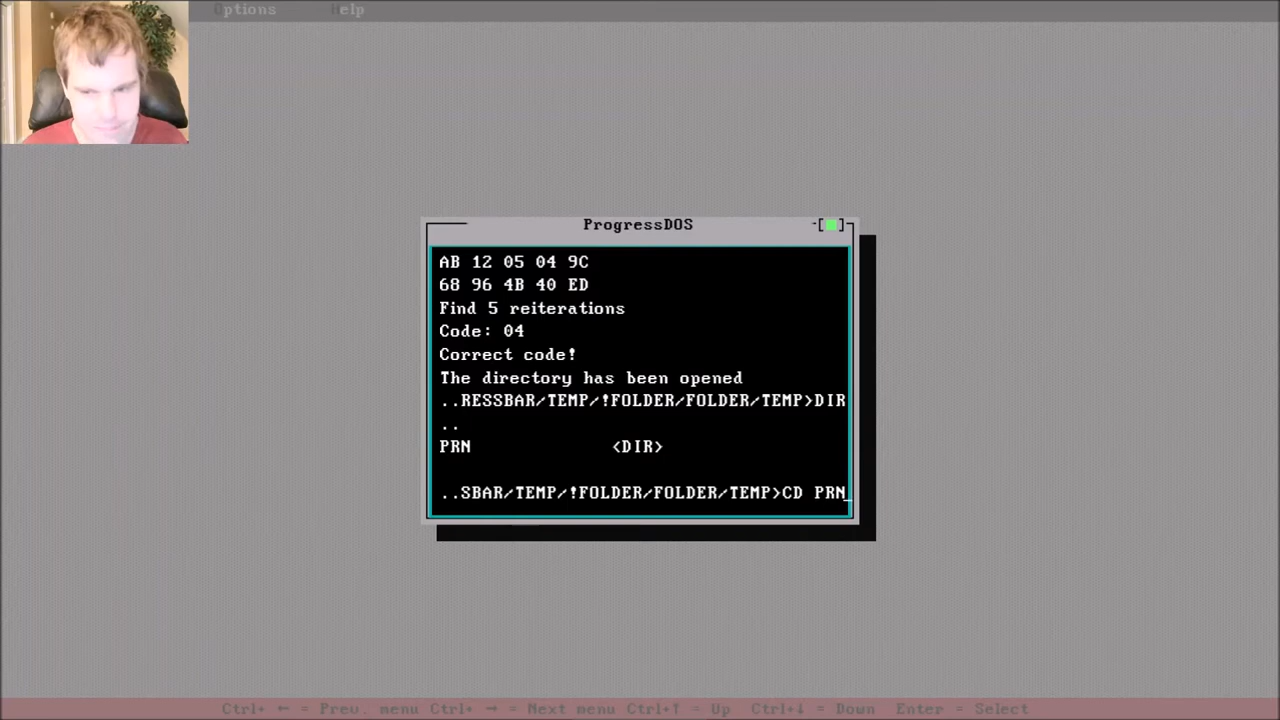 Options Help
ProgressDOS
-[■]
AB 12 05 04 9C
68 96 4B 40 ED
Find 5 reiterations
Code: 04
Correct code!
The directory has been opened
..RESSBAR/TEMP/!FOLDER/FOLDER/TEMP>DIR
..
PRN <DIR>
..SBAR/TEMP/!FOLDER/FOLDER/TEMP>CD PRN_
Ctrl+ ← = Prev. menu Ctrl+ → = Next menu Ctrl+↑ = Up Ctrl+↓ = Down Enter = Select